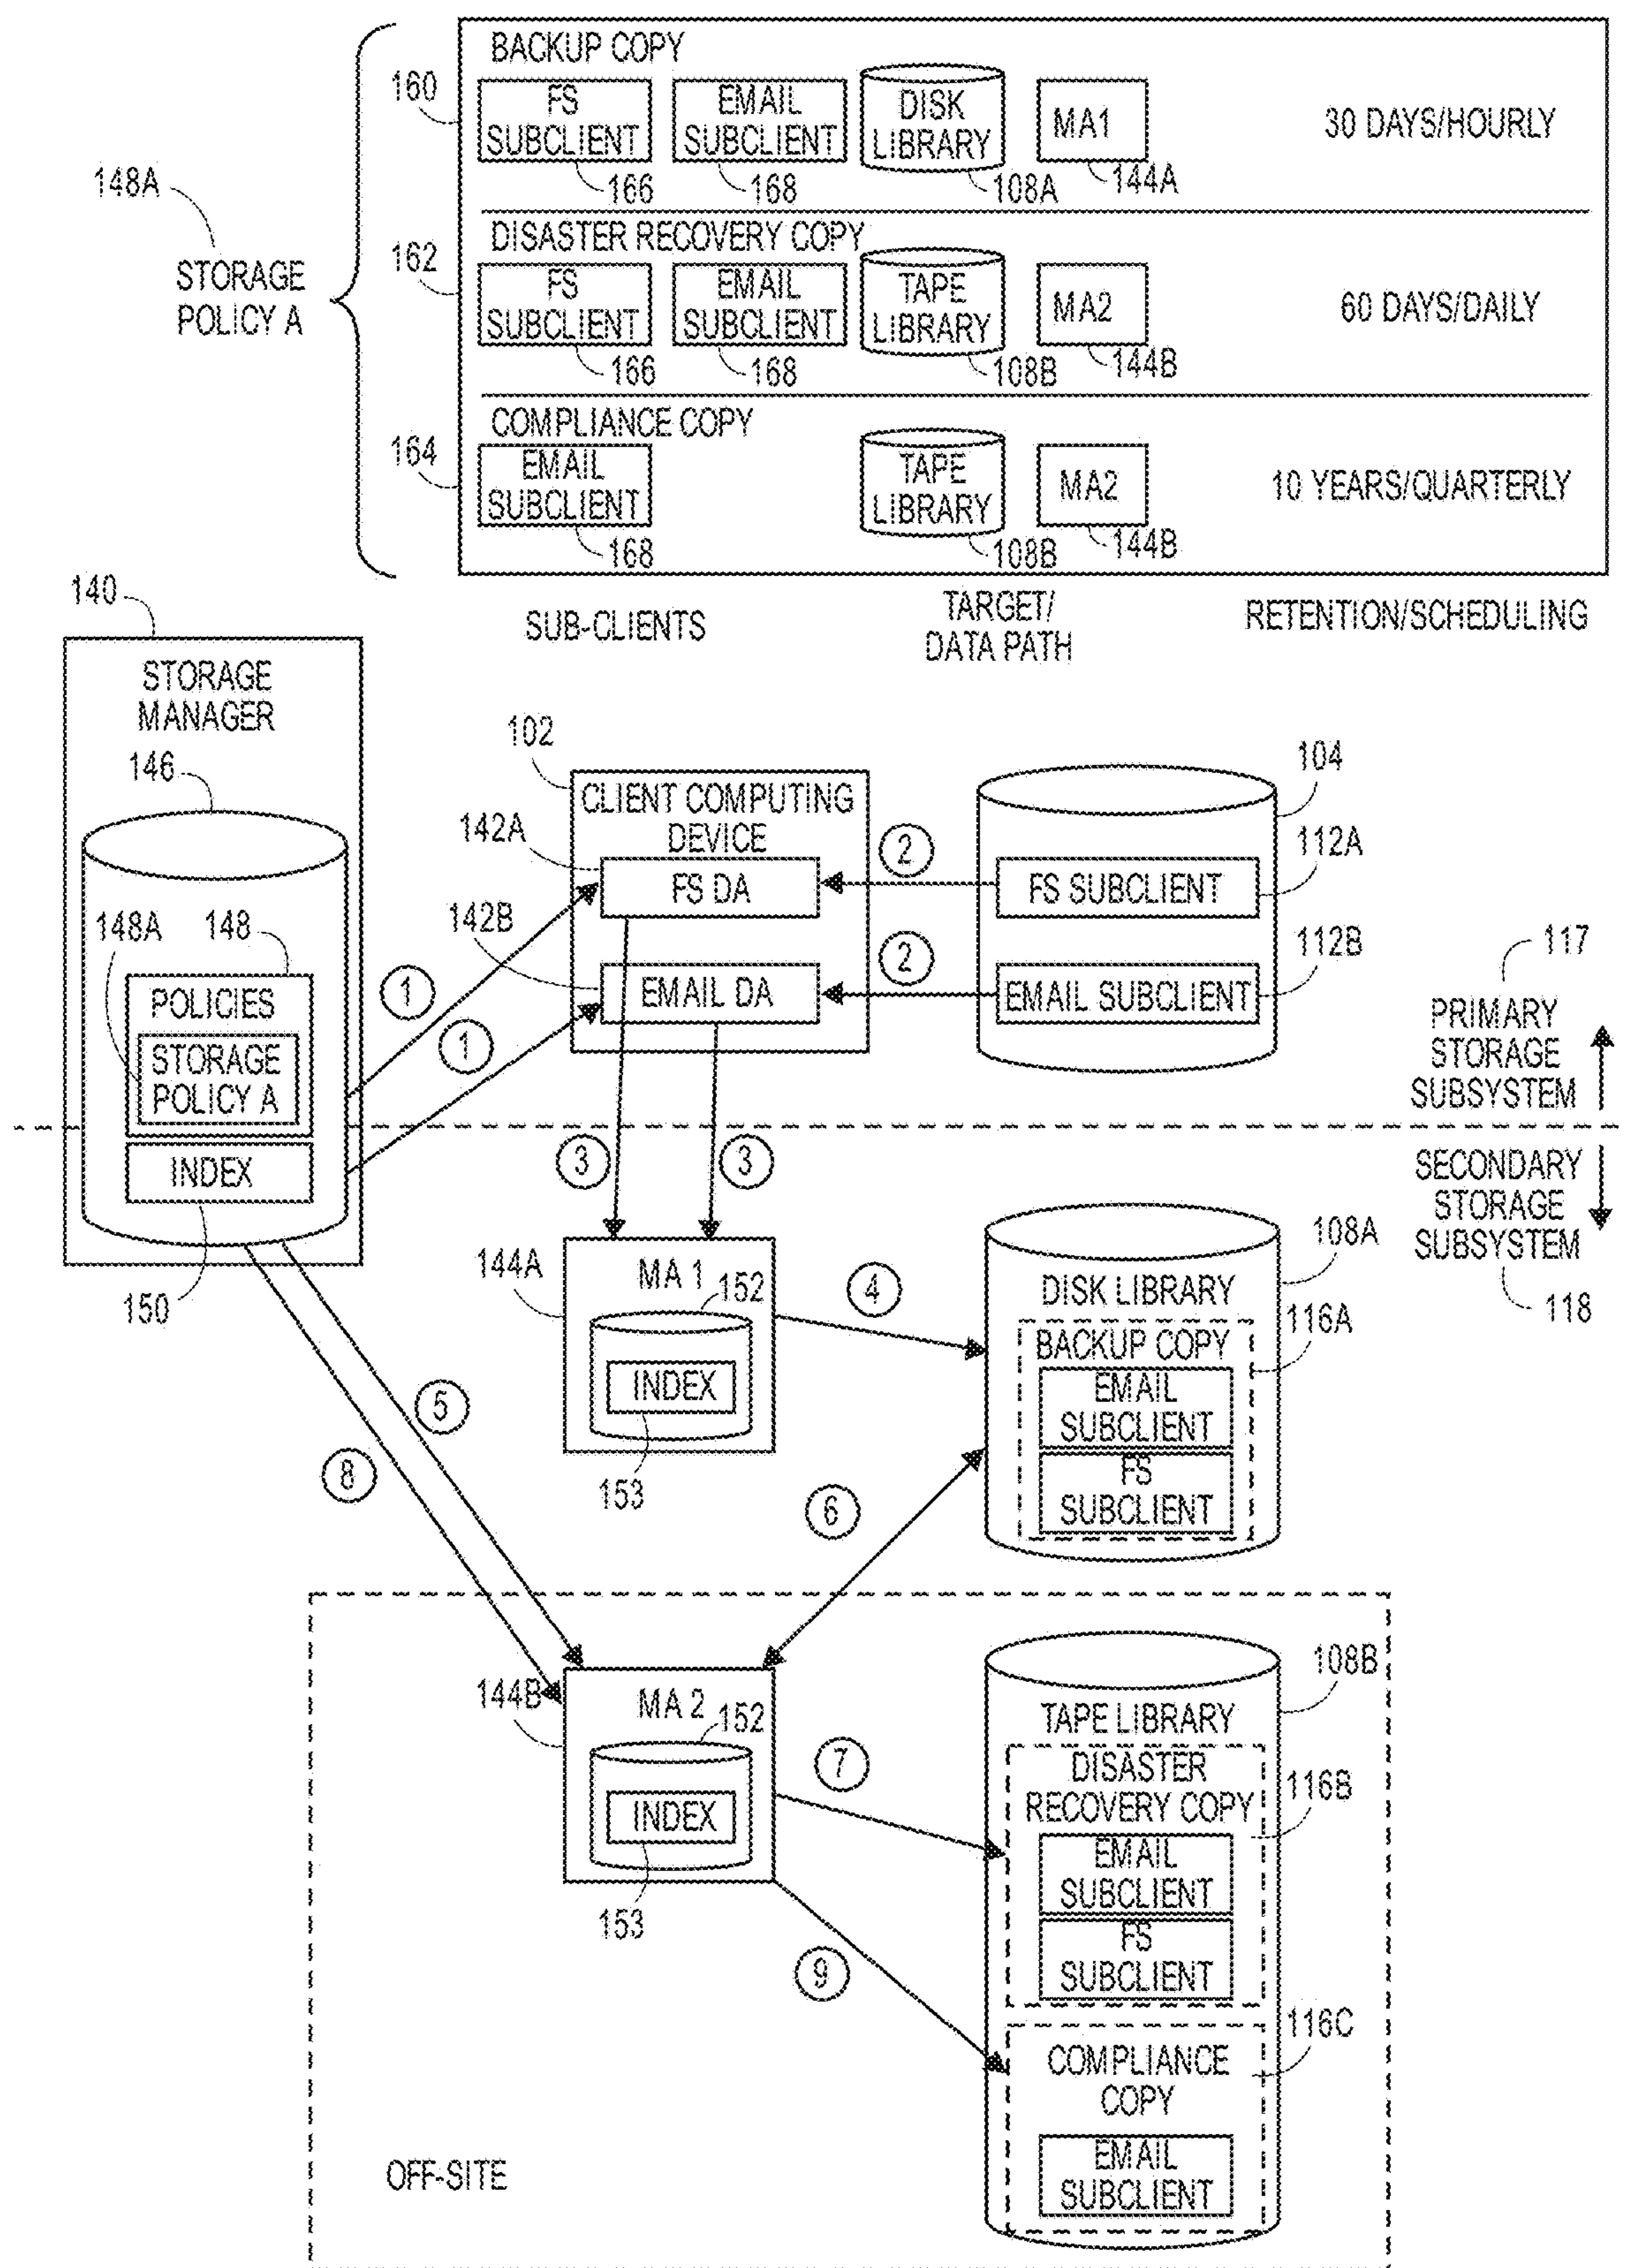 BACKUP COPY
160
FS
SUBCLIENT
166
EMAIL
SUBCLIENT
168
DISK
LIBRARY
108A
MA1
144A
30 DAYS/HOURLY
148A
STORAGE
POLICY A
DISASTER RECOVERY COPY
162
FS
SUBCLIENT
166
EMAIL
SUBCLIENT
168
TAPE
LIBRARY
108B
MA2
144B
60 DAYS/DAILY
COMPLIANCE COPY
164
EMAIL
SUBCLIENT
168
TAPE
LIBRARY
108B
MA2
144B
10 YEARS/QUARTERLY
SUB-CLIENTS
TARGET/
DATA PATH
RETENTION/SCHEDULING
140
STORAGE
MANAGER
146
148A
148
POLICIES
STORAGE
POLICY A
INDEX
150
102
CLIENT COMPUTING
DEVICE
142A
FS DA
142B
EMAIL DA
1
1
2
2
104
112A
FS SUBCLIENT
112B
EMAIL SUBCLIENT
117
PRIMARY
STORAGE
SUBSYSTEM
SECONDARY
STORAGE
SUBSYSTEM
118
3
3
144A
MA 1
152
INDEX
153
4
108A
DISK LIBRARY
116A
BACKUP COPY
EMAIL
SUBCLIENT
FS
SUBCLIENT
5
8
6
144B
MA 2
152
INDEX
153
7
9
108B
TAPE LIBRARY
DISASTER
RECOVERY COPY
116B
EMAIL
SUBCLIENT
FS
SUBCLIENT
116C
COMPLIANCE
COPY
EMAIL
SUBCLIENT
OFF-SITE